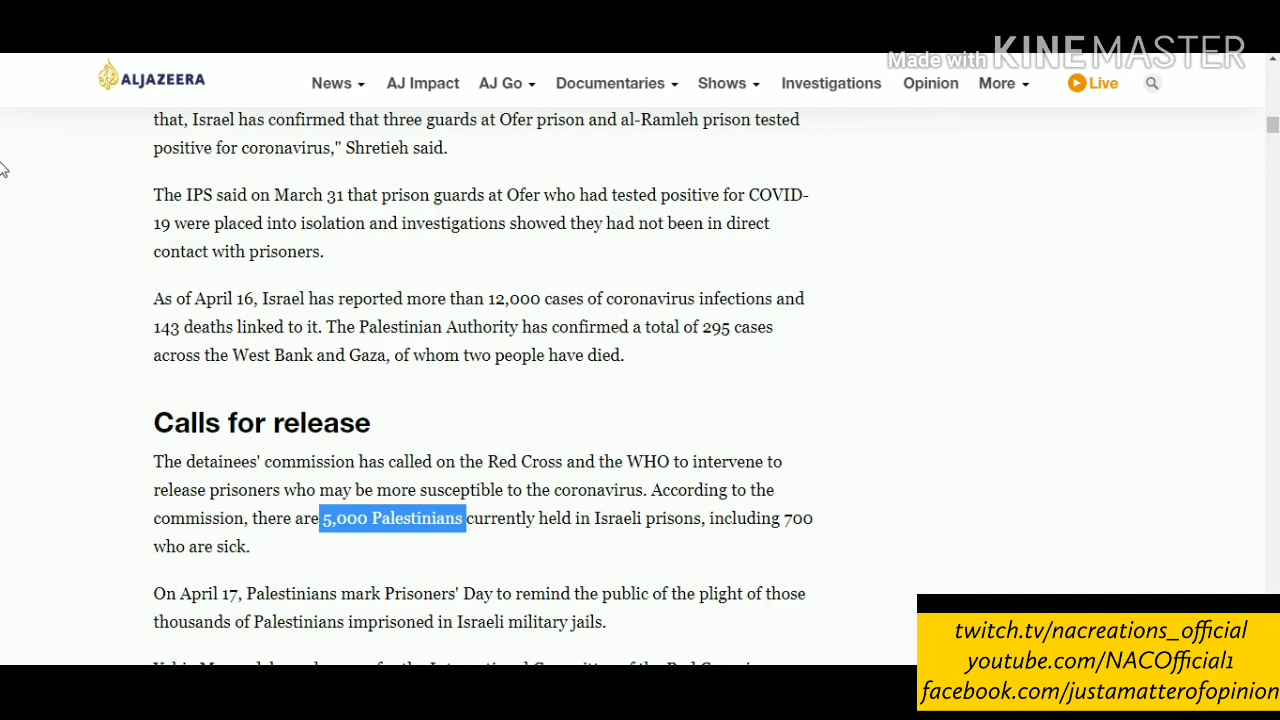 Made with KINEMASTER
ALJAZEERA
News AJ Impact AJ Go Documentaries Shows Investigations Opinion More Live
that, Israel has confirmed that three guards at Ofer prison and al-Ramleh prison tested
positive for coronavirus," Shretieh said.
The IPS said on March 31 that prison guards at Ofer who had tested positive for COVID-
19 were placed into isolation and investigations showed they had not been in direct
contact with prisoners.
As of April 16, Israel has reported more than 12,000 cases of coronavirus infections and
143 deaths linked to it. The Palestinian Authority has confirmed a total of 295 cases
across the West Bank and Gaza, of whom two people have died.
Calls for release
The detainees' commission has called on the Red Cross and the WHO to intervene to
release prisoners who may be more susceptible to the coronavirus. According to the
commission, there are 5,000 Palestinians currently held in Israeli prisons, including 700
who are sick.
On April 17, Palestinians mark Prisoners' Day to remind the public of the plight of those
thousands of Palestinians imprisoned in Israeli military jails.
twitch.tv/nacreations_official
youtube.com/NACOfficial1
facebook.com/justamatterofopinion